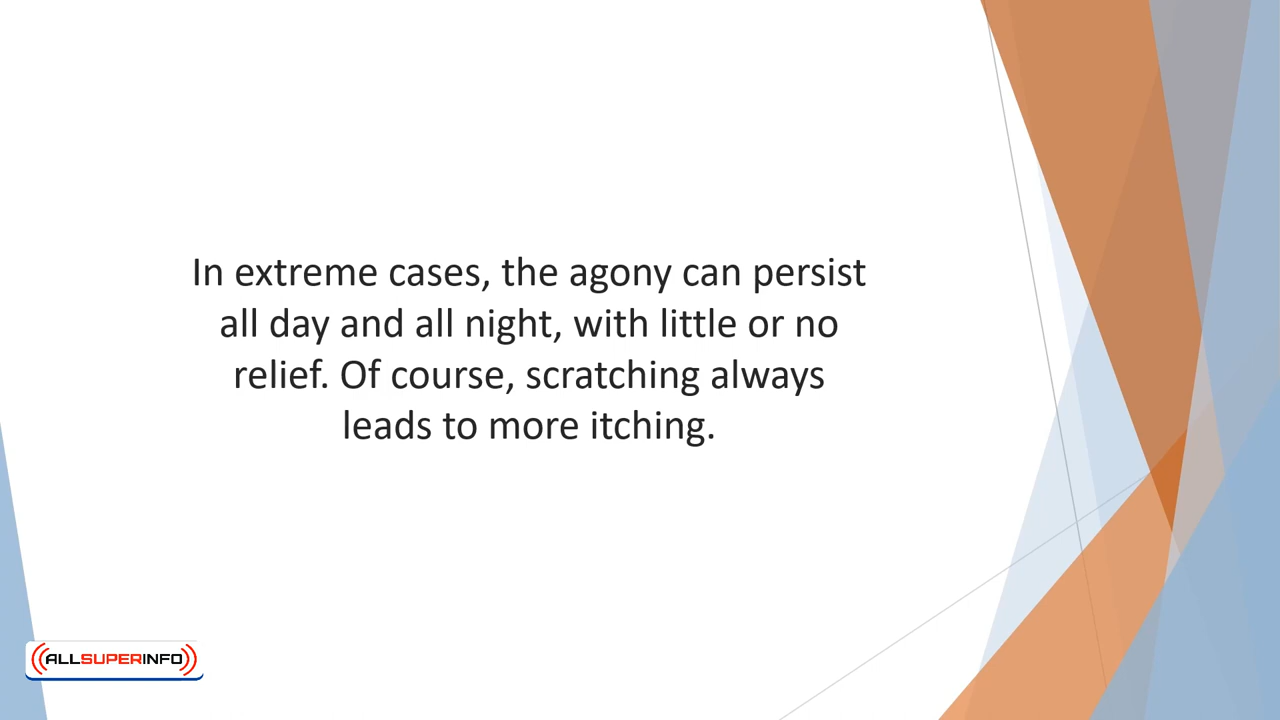 In extreme cases, the agony can persist
all day and all night, with little or no
relief. Of course, scratching always
leads to more itching.
ALLSUPERINFO